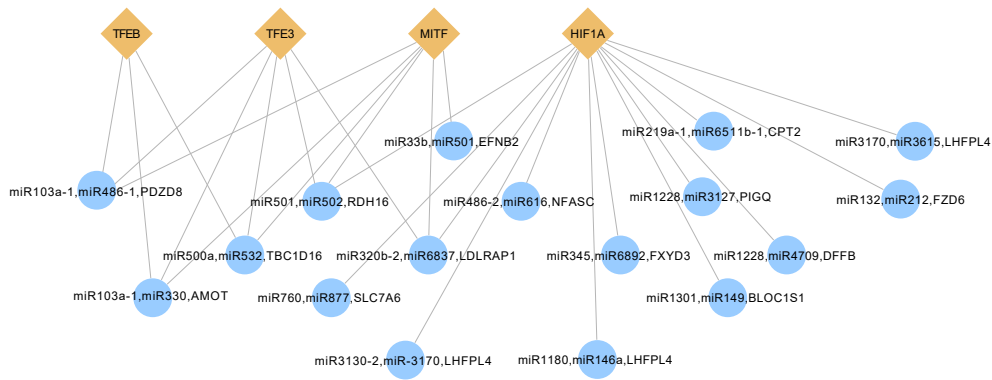 TFEB
TFE3
MITF
HIF1A
miR219a-1,miR6511b-1,CPT2
miR33b,miR501,EFNB2
miR3170,miR3615,LHFPL4
miR103a-1,miR486-1,PDZD8
miR501,miR502,RDH16
miR486-2,miR616,NFASC
miR1228,miR3127,PIGQ
miR132,miR212,FZD6
miR500a,miR532,TBC1D16
miR320b-2,miR6837,LDLRAP1
miR345,miR6892,FXYD3
miR1228,miR4709,DFFB
miR103a-1,miR330,AMOT
miR760,miR877,SLC7A6
miR1301,miR149,BLOC1S1
miR3130-2,miR-3170,LHFPL4
miR1180,miR146a,LHFPL4